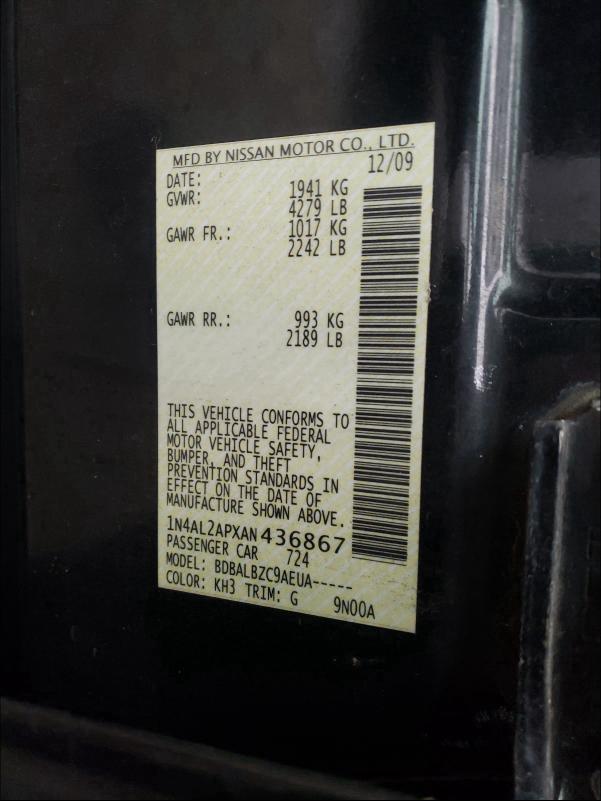 MFD BY NISSAN MOTOR CO., LTD.
DATE: 12/09
GVWR: 1941 KG
4279 LB
GAWR FR.: 1017 KG
2242 LB
GAWR RR.: 993 KG
2189 LB
THIS VEHICLE CONFORMS TO
ALL APPLICABLE FEDERAL
MOTOR VEHICLE SAFETY,
BUMPER, AND THEFT
PREVENTION STANDARDS IN
EFFECT ON THE DATE OF
MANUFACTURE SHOWN ABOVE.
1N4AL2APXAN436867
PASSENGER CAR 724
MODEL: BDBALBZC9AEUA-----
COLOR: KH3 TRIM: G 9N00A